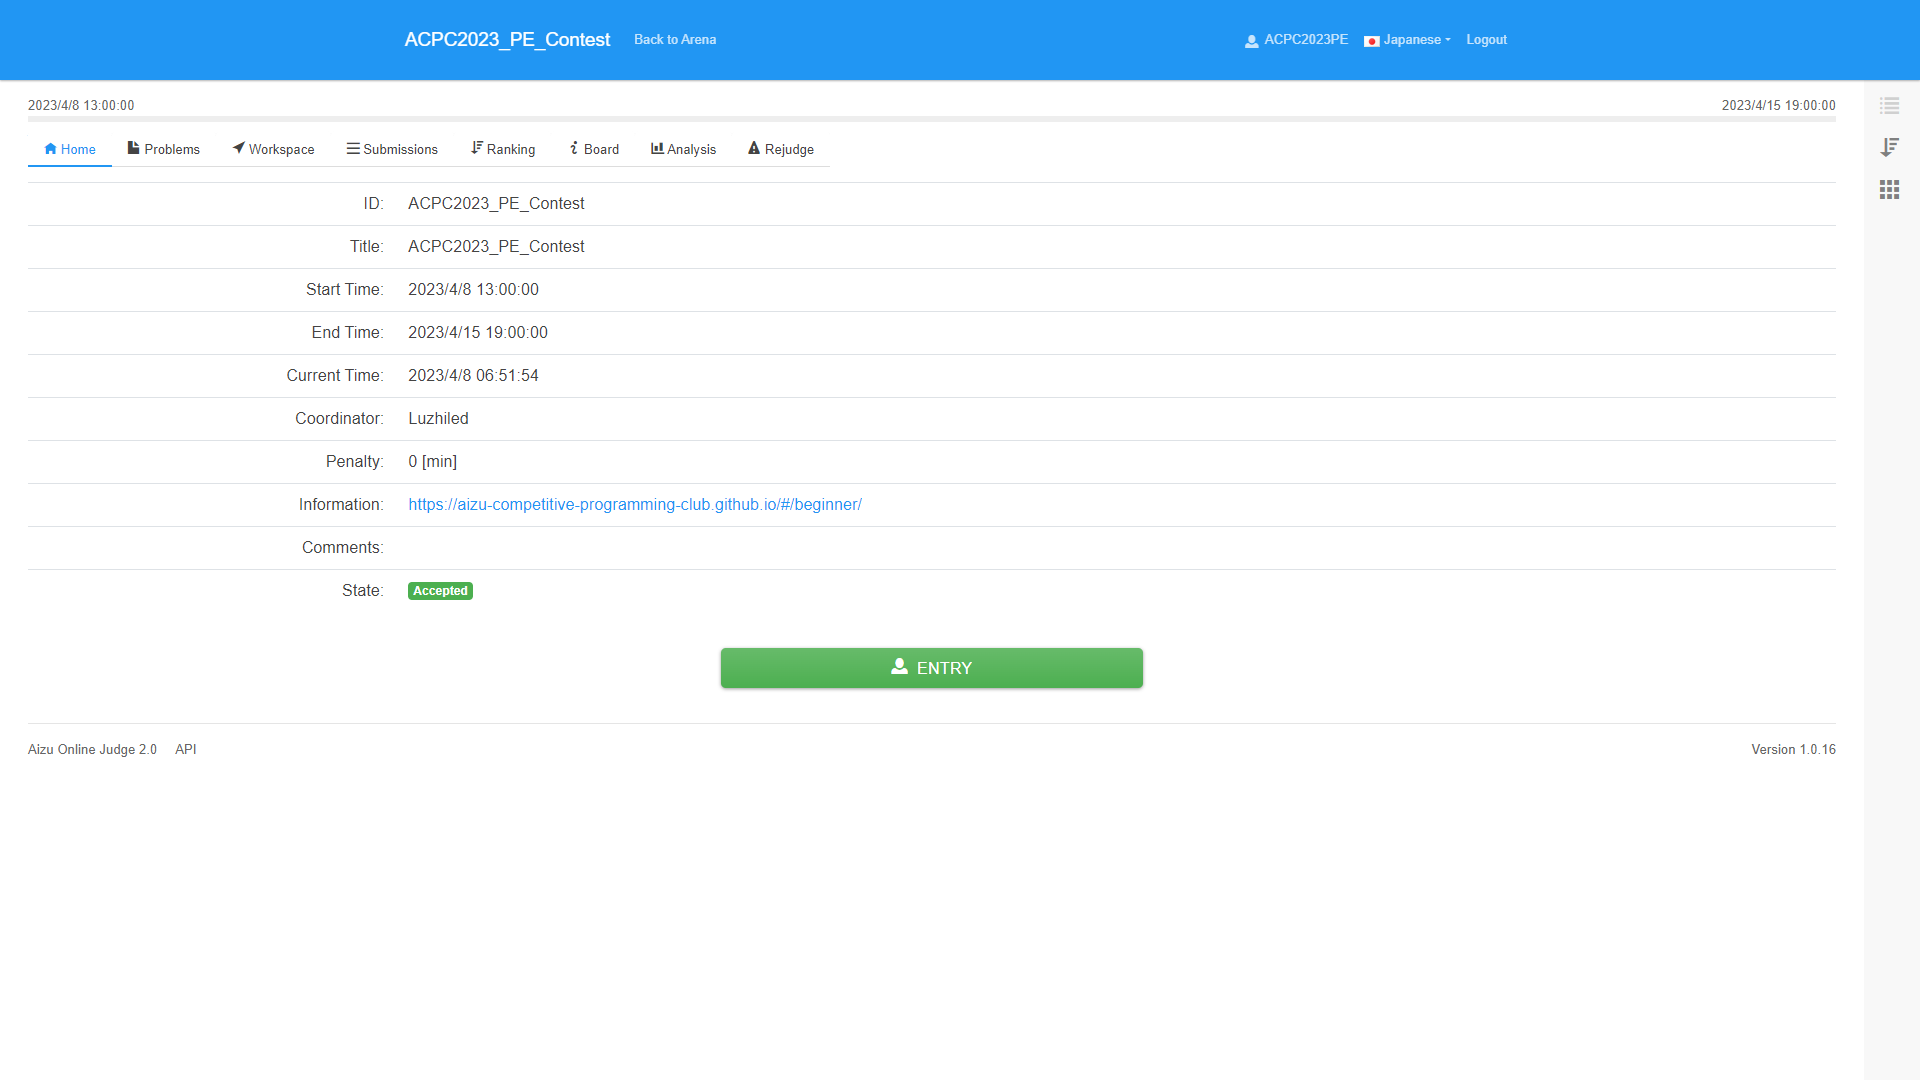 ACPC2023_PE_Contest Back to Arena ACPC2023PE Japanese Logout
2023/4/8 13:00:00 2023/4/15 19:00:00
Home Problems Workspace Submissions Ranking Board Analysis Rejudge
ID: ACPC2023_PE_Contest
Title: ACPC2023_PE_Contest
Start Time: 2023/4/8 13:00:00
End Time: 2023/4/15 19:00:00
Current Time: 2023/4/8 06:51:54
Coordinator: Luzhiled
Penalty: 0 [min]
Information: https://aizu-competitive-programming-club.github.io/#/beginner/
Comments:
State: Accepted
ENTRY
Aizu Online Judge 2.0 API Version 1.0.16